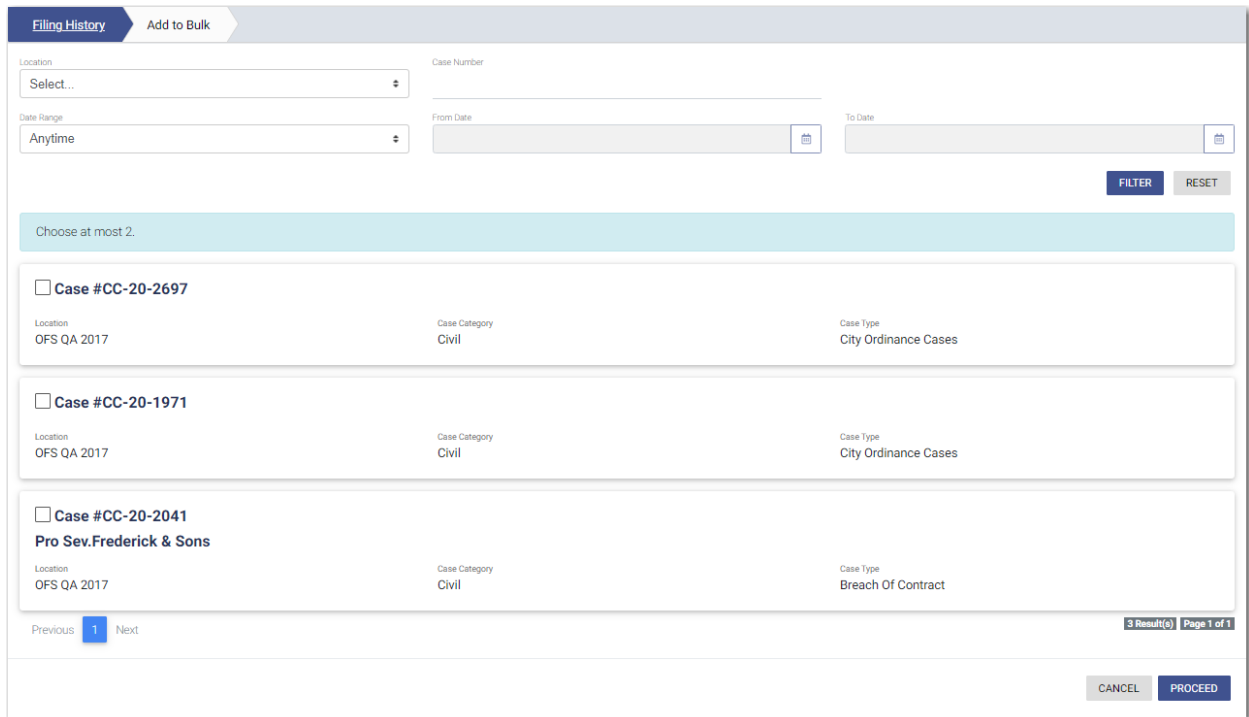 Filing History Add to Bulk
Location Case Number
Select...
Date Range From Date To Date
Anytime
FILTER RESET
Choose at most 2.
Case #CC-20-2697
Location Case Category Case Type
OFS QA 2017 Civil City Ordinance Cases
Case #CC-20-1971
Location Case Category Case Type
OFS QA 2017 Civil City Ordinance Cases
Case #CC-20-2041
Pro Sev.Frederick & Sons
Location Case Category Case Type
OFS QA 2017 Civil Breach Of Contract
Previous 1 Next 3 Result(s) Page 1 of 1
CANCEL PROCEED